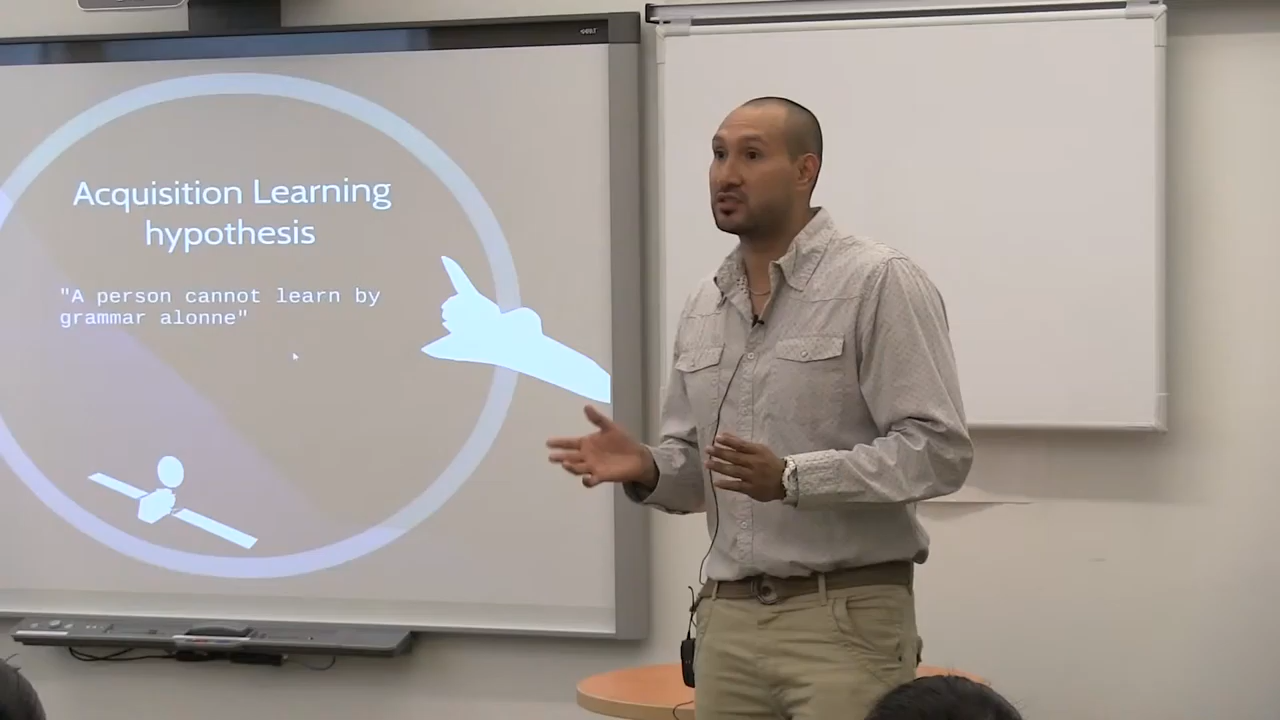 Acquisition Learning
hypothesis
"A person cannot learn by
grammar alonne"